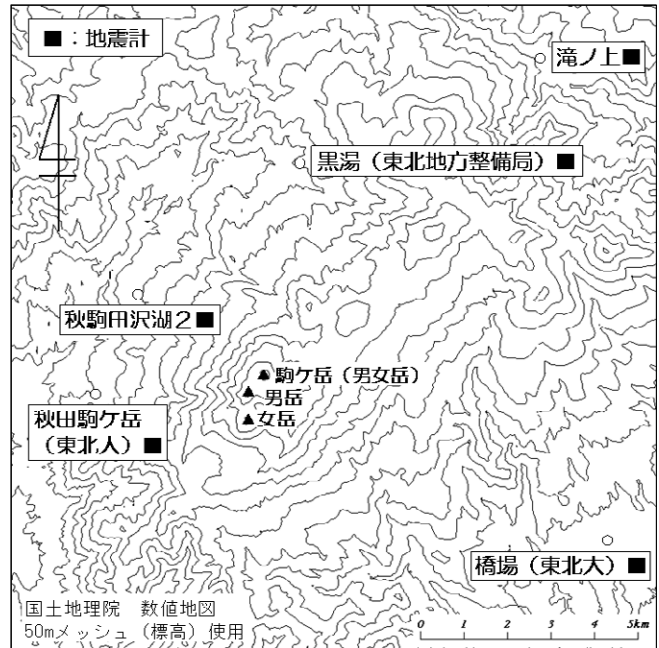 ■：地震計
滝ノ上■
黒湯（東北地方整備局）■
秋駒田沢湖２■
駒ケ岳（男女岳）
男岳
女岳
秋田駒ケ岳
（東北大）■
橋場（東北大）■
国土地理院 数値地図
50mメッシュ（標高）使用
0 1 2 3 4 5km